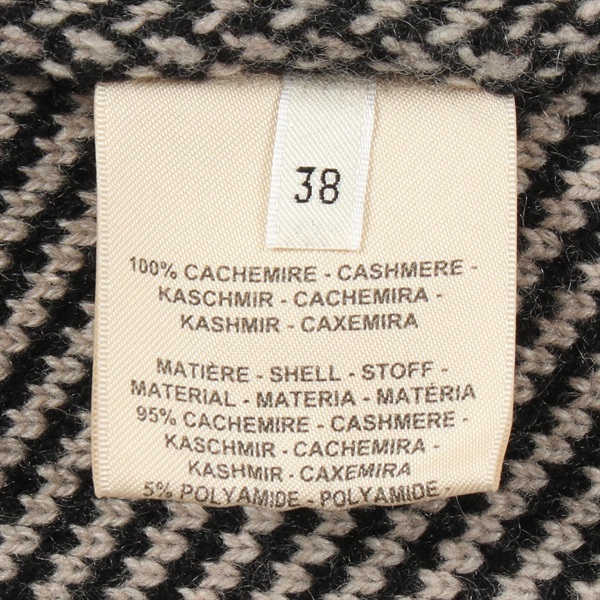 38
100% CACHEMIRE - CASHMERE -
KASCHMIR - CACHEMIRA -
KASHMIR - CAXEMIRA
MATIÈRE - SHELL - STOFF -
MATERIAL - MATERIA - MATÉRIA
95% CACHEMIRE - CASHMERE -
KASCHMIR - CACHEMIRA -
KASHMIR - CAXEMIRA
5% POLYAMIDE - POLYAMIDE -